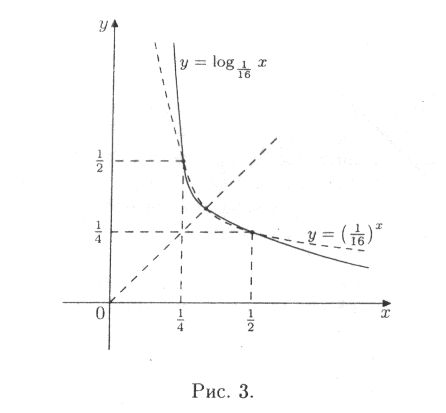 y
y = log_{1/16} x
1/2
1/4
y = (1/16)^x
0
1/4
1/2
x
Рис. 3.